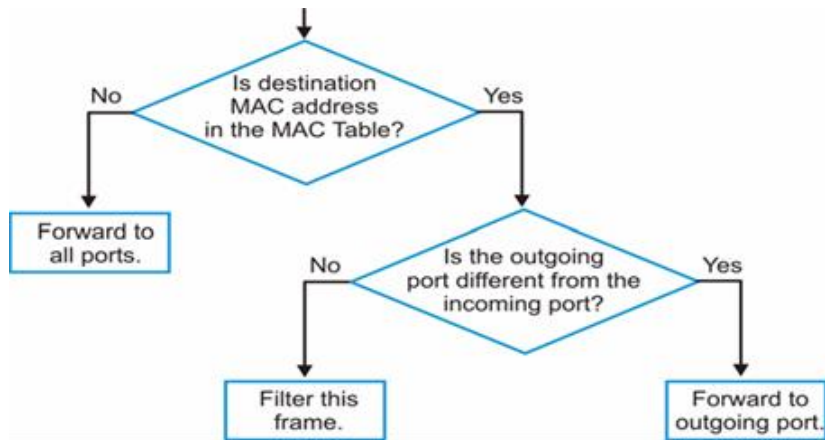 Is destination
MAC address
in the MAC Table?
No
Yes
Forward to
all ports.
Is the outgoing
port different from the
incoming port?
No
Yes
Filter this
frame.
Forward to
outgoing port.